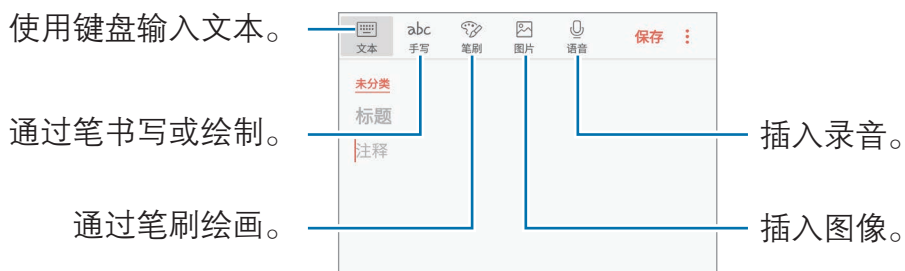 使用键盘输入文本。
文本
abc
手写
笔刷
图片
语音
保存
未分类
标题
注释
通过笔书写或绘制。
插入录音。
通过笔刷绘画。
插入图像。